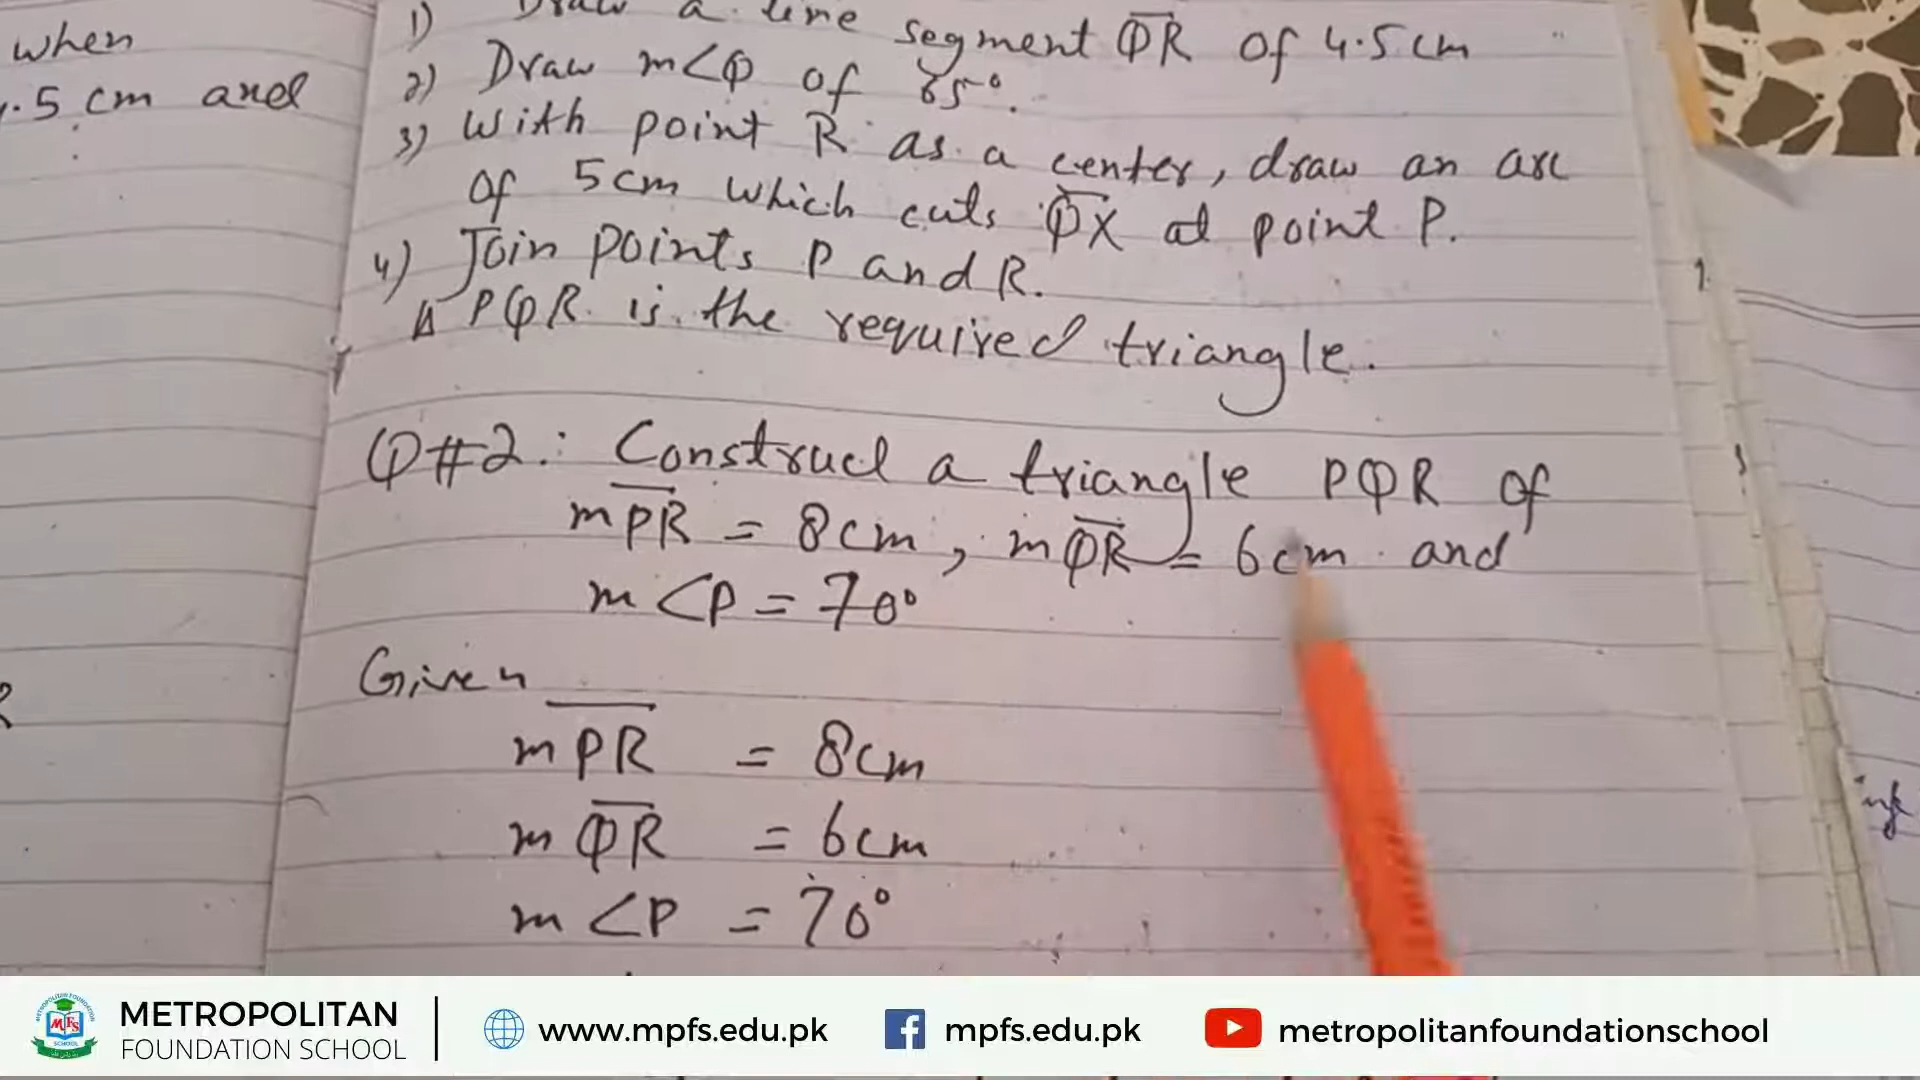 when
.5 cm and
1) Draw a line segment QR of 4.5cm
2) Draw m<Q of 65°.
3) With point R as a center, draw an arc
of 5cm which cuts QX at point P.
4) Join points P and R.
Δ PQR is the required triangle.
Q#2: Construct a triangle PQR of
mPR = 8cm, mQR = 6cm and
m<P = 70°
Given
mPR = 8cm
mQR = 6cm
m<P = 70°
METROPOLITAN
FOUNDATION SCHOOL
www.mpfs.edu.pk
mpfs.edu.pk
metropolitanfoundationschool